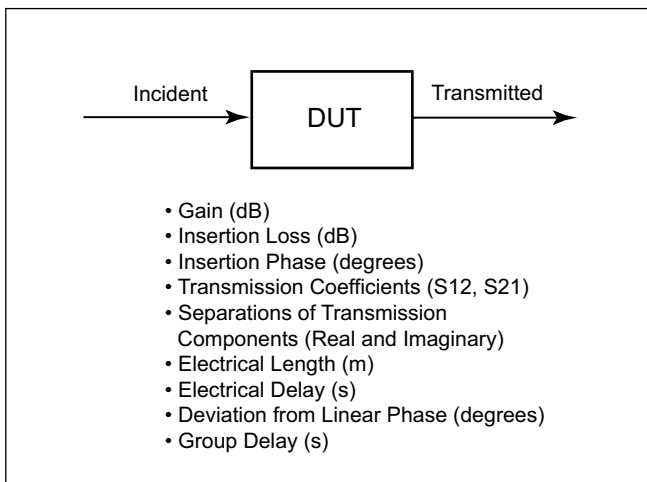 Incident
DUT
Transmitted
• Gain (dB)
• Insertion Loss (dB)
• Insertion Phase (degrees)
• Transmission Coefficients (S12, S21)
• Separations of Transmission
Components (Real and Imaginary)
• Electrical Length (m)
• Electrical Delay (s)
• Deviation from Linear Phase (degrees)
• Group Delay (s)